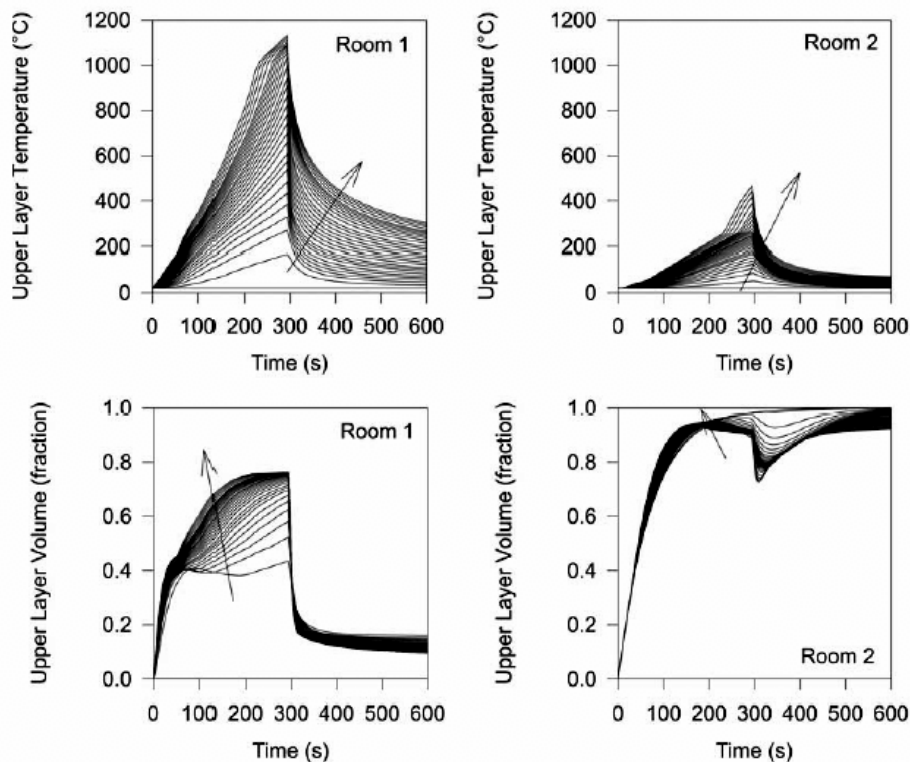 Upper Layer Temperature (°C)
1200
1000
800
600
400
200
0
Room 1
0 100 200 300 400 500 600
Time (s)
Upper Layer Temperature (°C)
1200
1000
800
600
400
200
0
Room 2
0 100 200 300 400 500 600
Time (s)
Upper Layer Volume (fraction)
1.0
0.8
0.6
0.4
0.2
0.0
Room 1
0 100 200 300 400 500 600
Time (s)
Upper Layer Volume (fraction)
1.0
0.8
0.6
0.4
0.2
0.0
Room 2
0 100 200 300 400 500 600
Time (s)